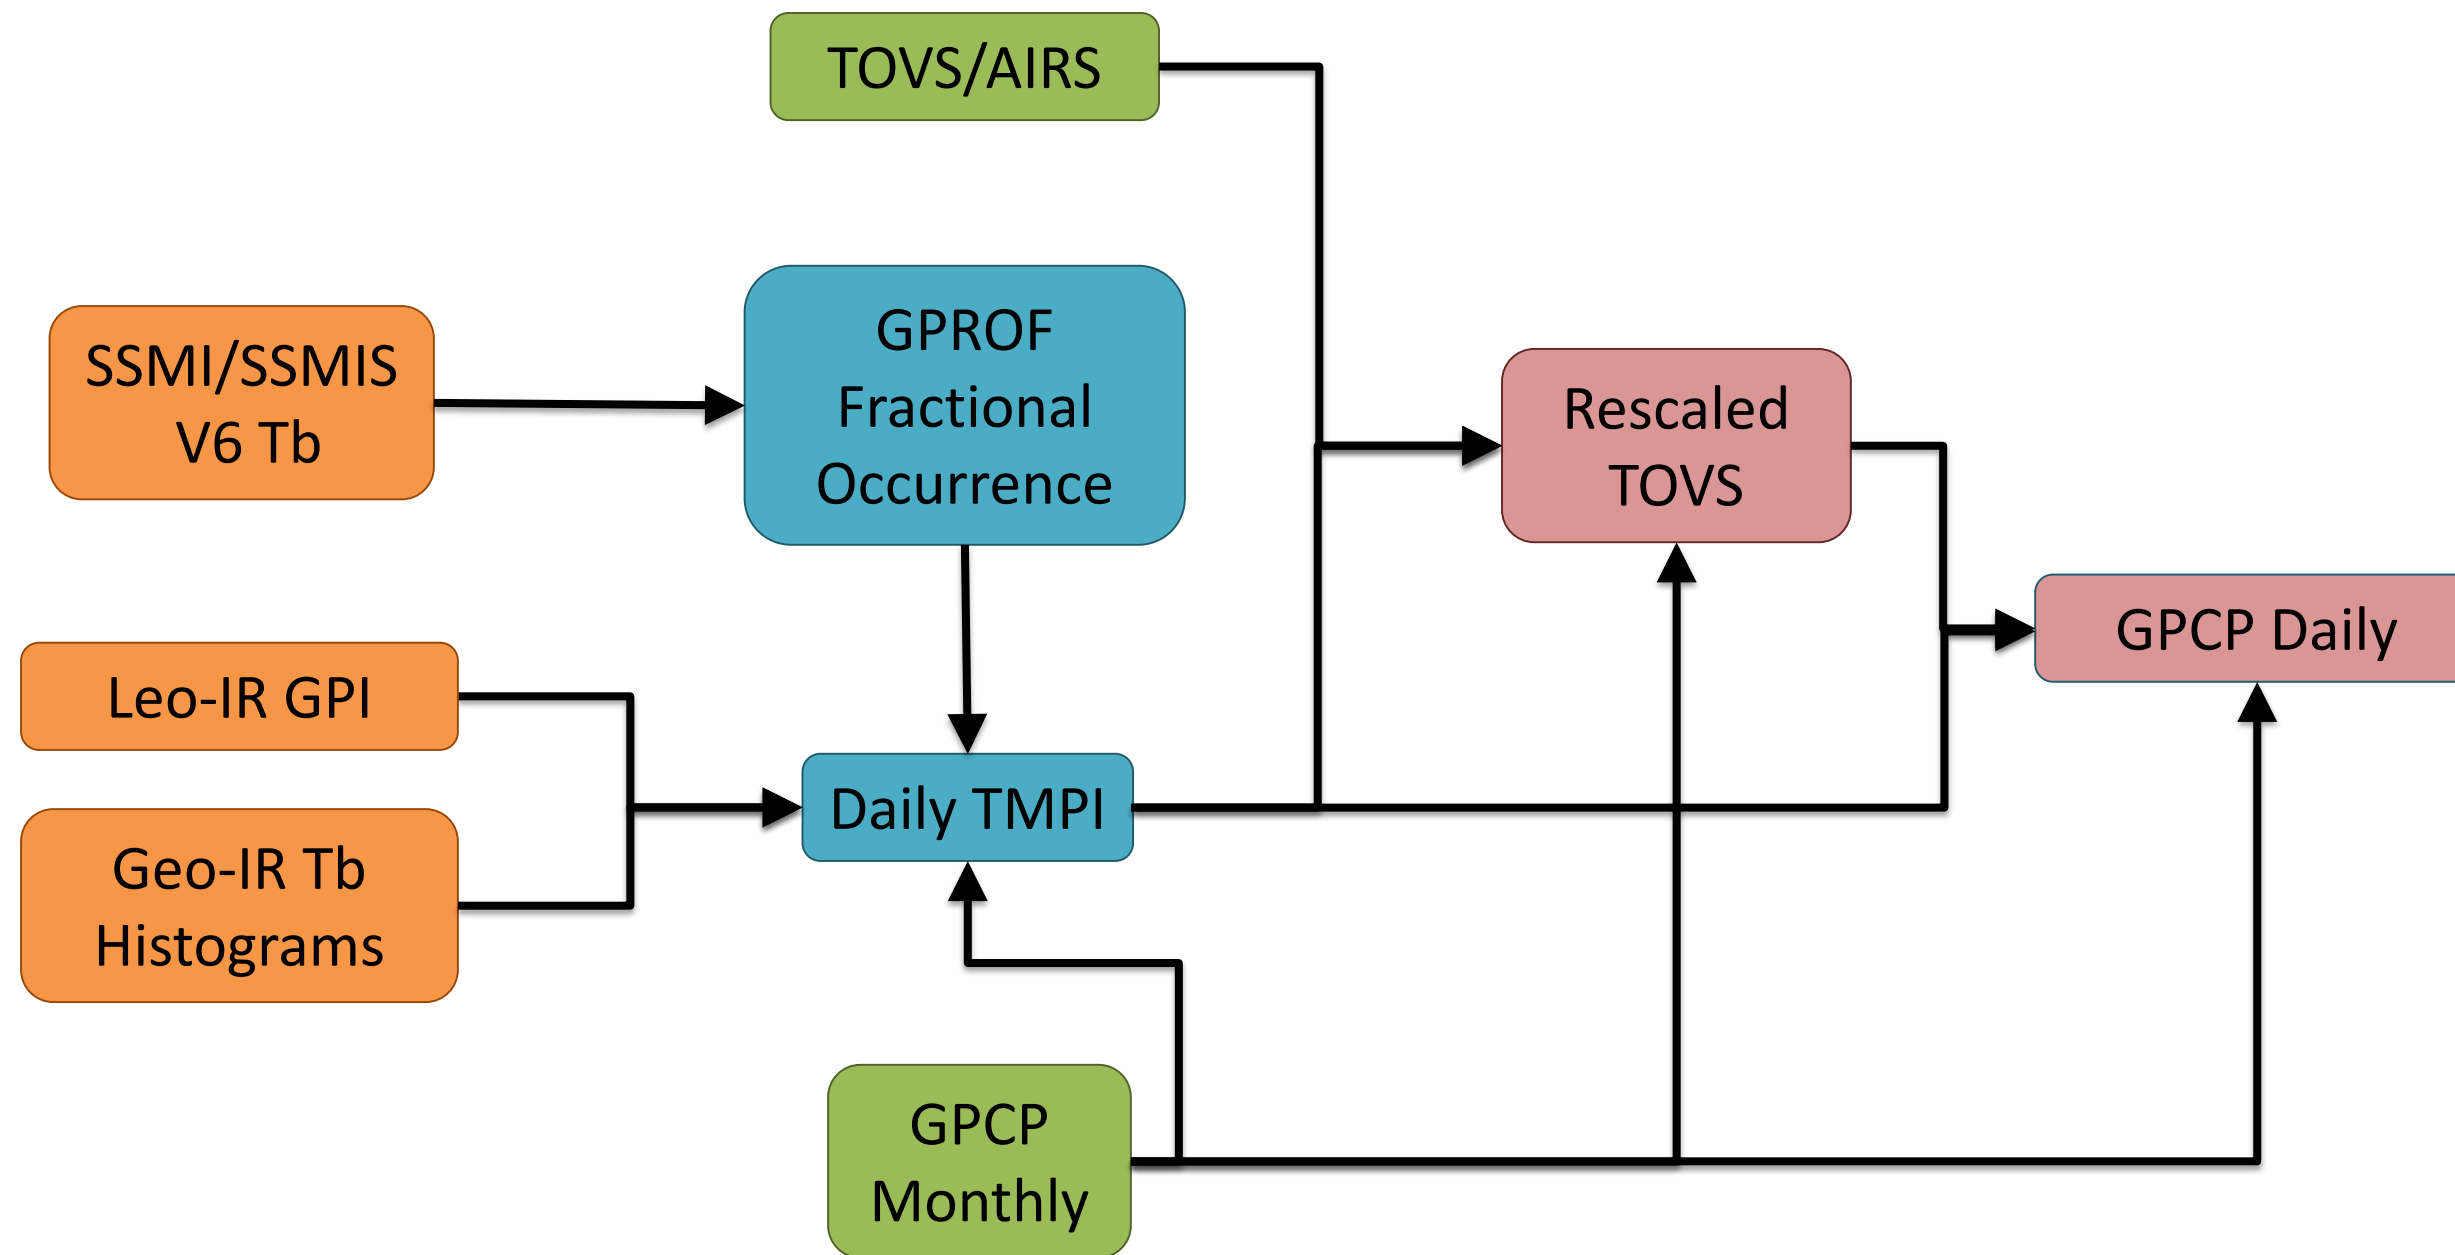 TOVS/AIRS
SSMI/SSMIS
V6 Tb
GPROF
Fractional
Occurrence
Rescaled
TOVS
GPCP Daily
Leo-IR GPI
Daily TMPI
Geo-IR Tb
Histograms
GPCP
Monthly